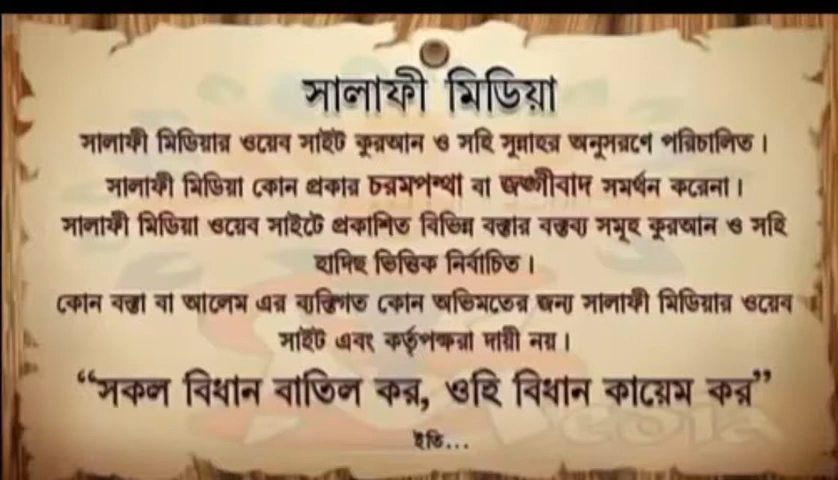 সালাফী মিডিয়া
সালাফী মিডিয়ার ওয়েব সাইট কুরআন ও সহি সুন্নাহর অনুসরণে পরিচালিত।
সালাফী মিডিয়া কোন প্রকার চরমপন্থা বা জঙ্গীবাদ সমর্থন করেনা।
সালাফী মিডিয়া ওয়েব সাইটে প্রকাশিত বিভিন্ন বক্তার বক্তব্য সমূহ কুরআন ও সহি
হাদিছ ভিত্তিক নির্বাচিত।
কোন বক্তা বা আলেম এর ব্যক্তিগত কোন অভিমতের জন্য সালাফী মিডিয়ার ওয়েব
সাইট এবং কর্তৃপক্ষরা দায়ী নয়।
“সকল বিধান বাতিল কর, ওহি বিধান কায়েম কর”
ইতি...